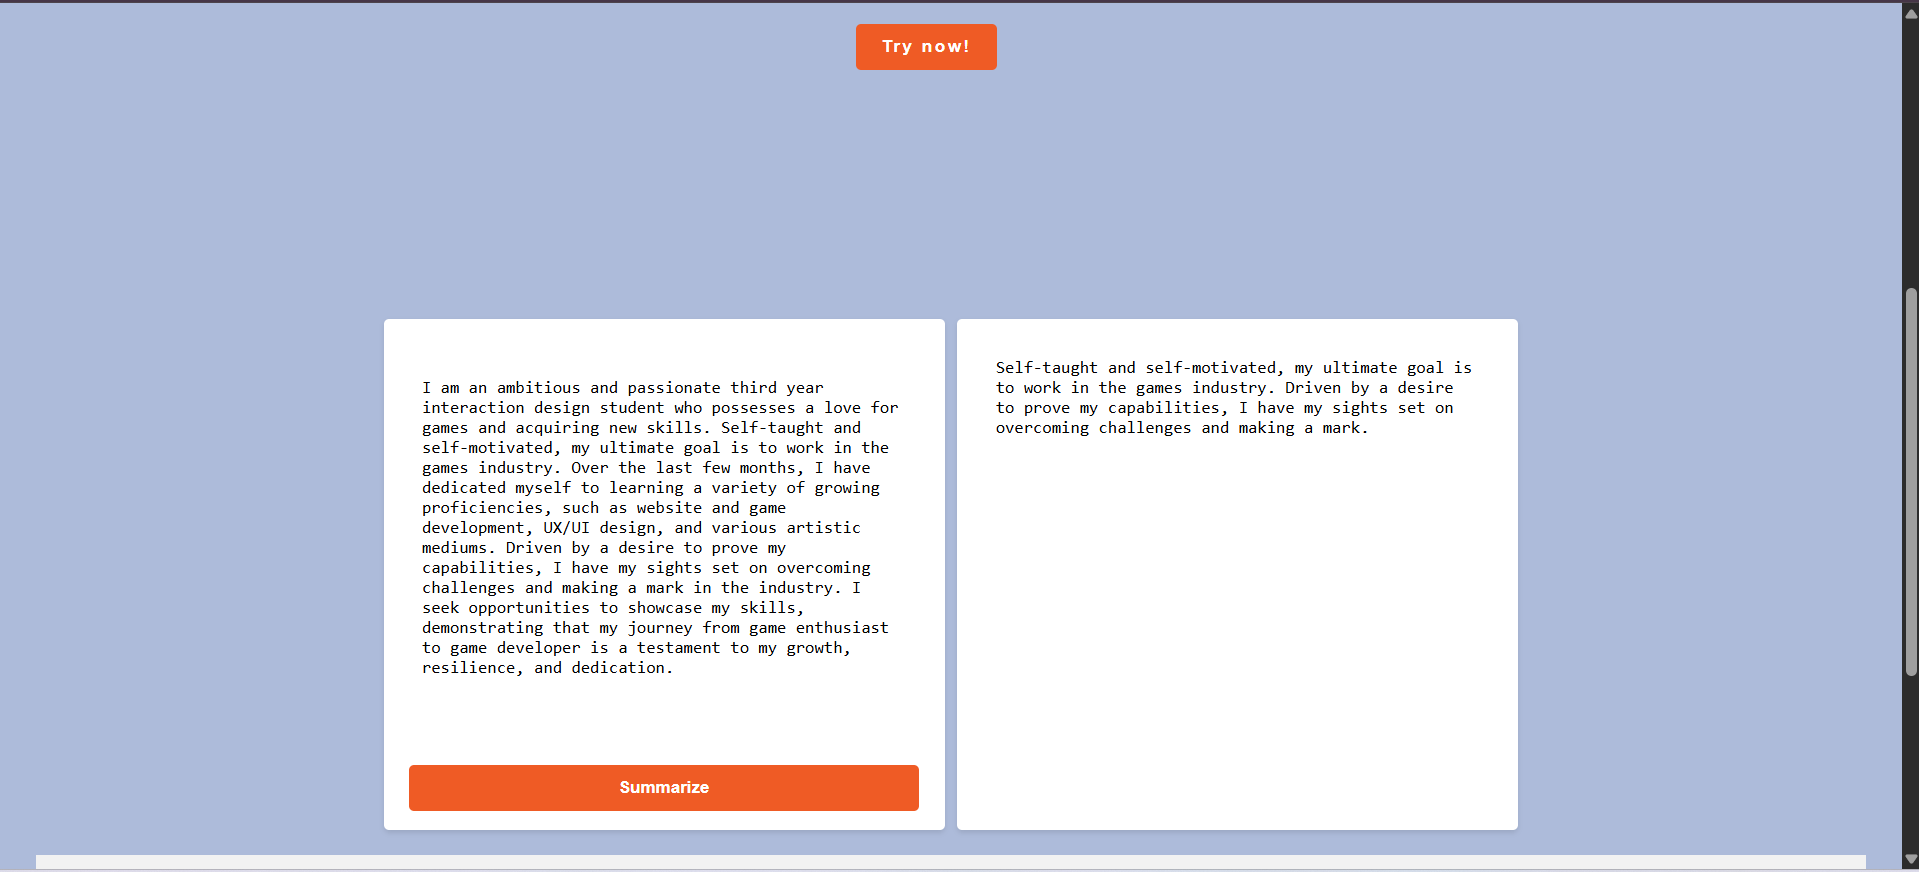 Try now!
I am an ambitious and passionate third year
interaction design student who possesses a love for
games and acquiring new skills. Self-taught and
self-motivated, my ultimate goal is to work in the
games industry. Over the last few months, I have
dedicated myself to learning a variety of growing
proficiencies, such as website and game
development, UX/UI design, and various artistic
mediums. Driven by a desire to prove my
capabilities, I have my sights set on overcoming
challenges and making a mark in the industry. I
seek opportunities to showcase my skills,
demonstrating that my journey from game enthusiast
to game developer is a testament to my growth,
resilience, and dedication.
Summarize
Self-taught and self-motivated, my ultimate goal is
to work in the games industry. Driven by a desire
to prove my capabilities, I have my sights set on
overcoming challenges and making a mark.